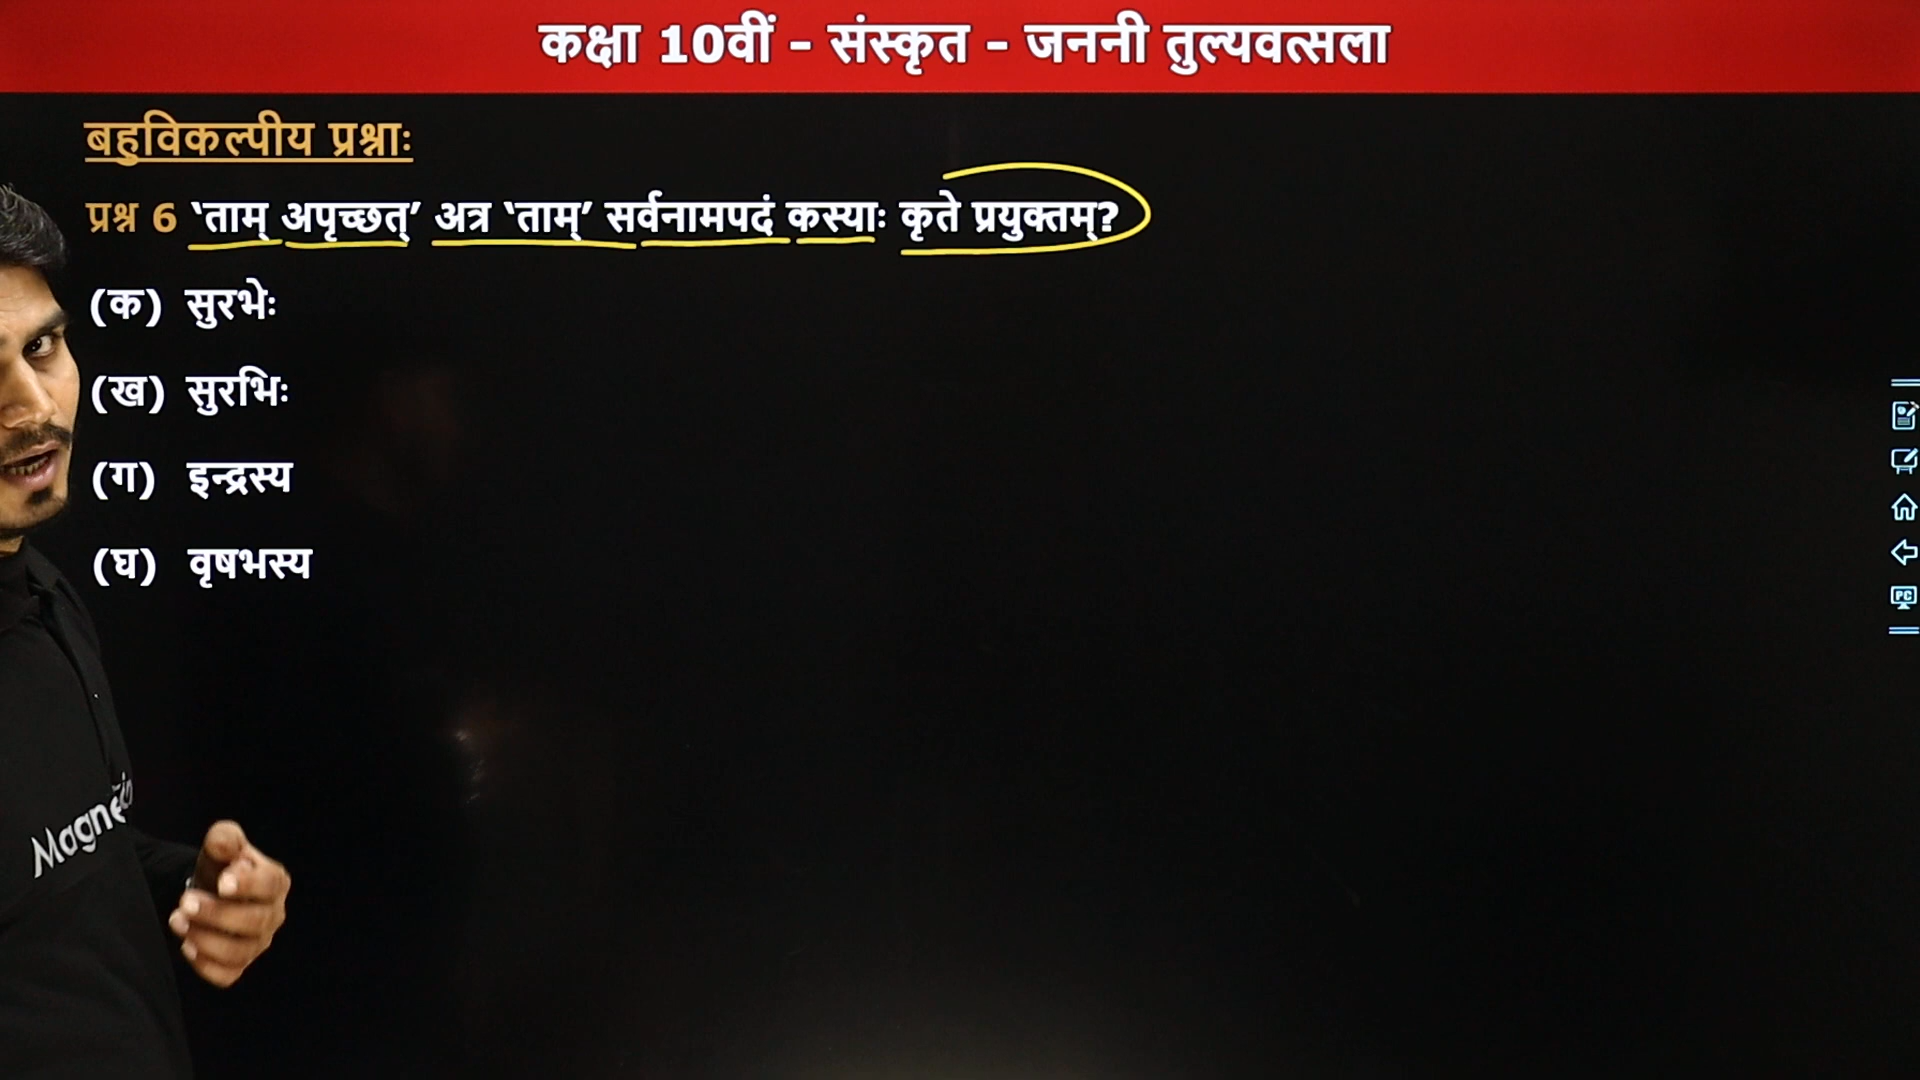 कक्षा 10वीं - संस्कृत - जननी तुल्यवत्सला
बहुविकल्पीय प्रश्नाः
प्रश्न 6 ‘ताम् अपृच्छत्’ अत्र ‘ताम्’ सर्वनामपदं कस्याः कृते प्रयुक्तम्?
(क) सुरभेः
(ख) सुरभिः
(ग) इन्द्रस्य
(घ) वृषभस्य
PC